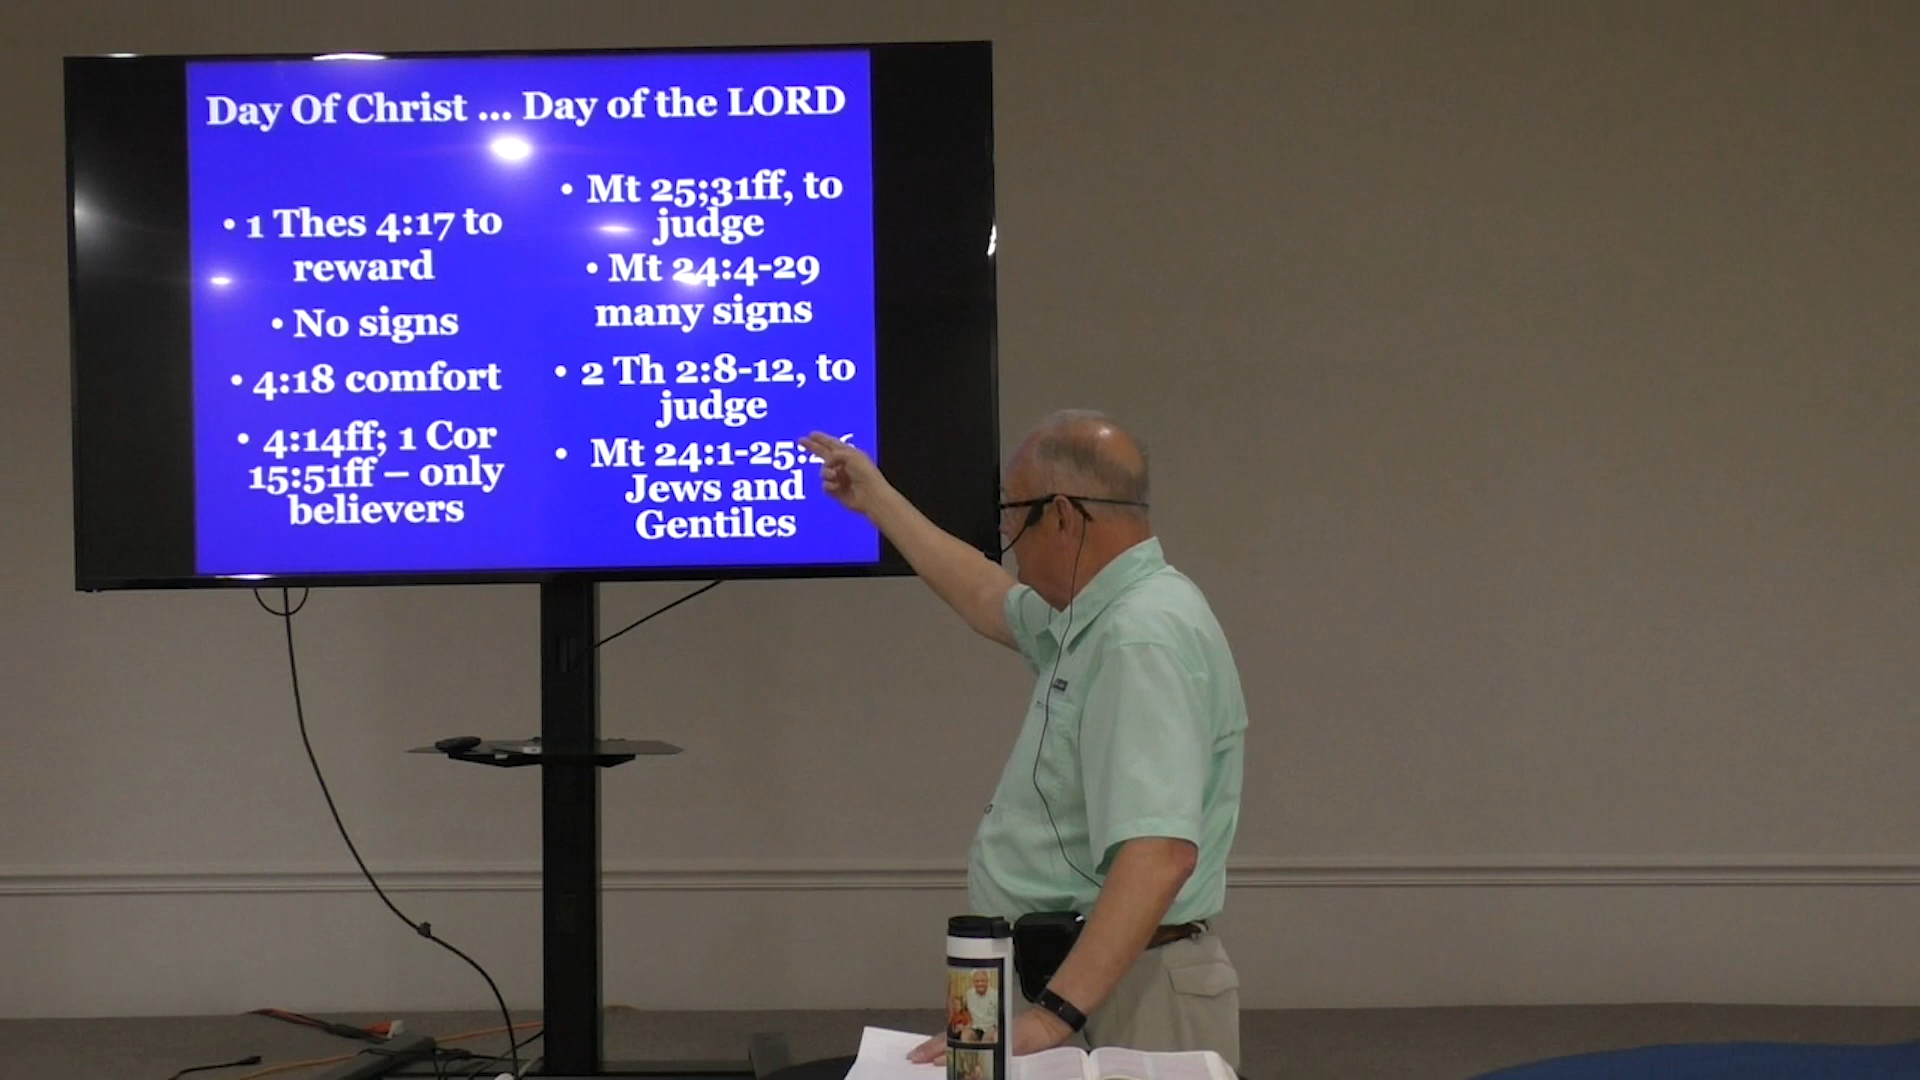 Day Of Christ ... Day of the LORD
• 1 Thes 4:17 to
reward
• No signs
• 4:18 comfort
• 4:14ff; 1 Cor
15:51ff – only
believers
• Mt 25;31ff, to
judge
• Mt 24:4-29
many signs
• 2 Th 2:8-12, to
judge
• Mt 24:1-25:
Jews and
Gentiles